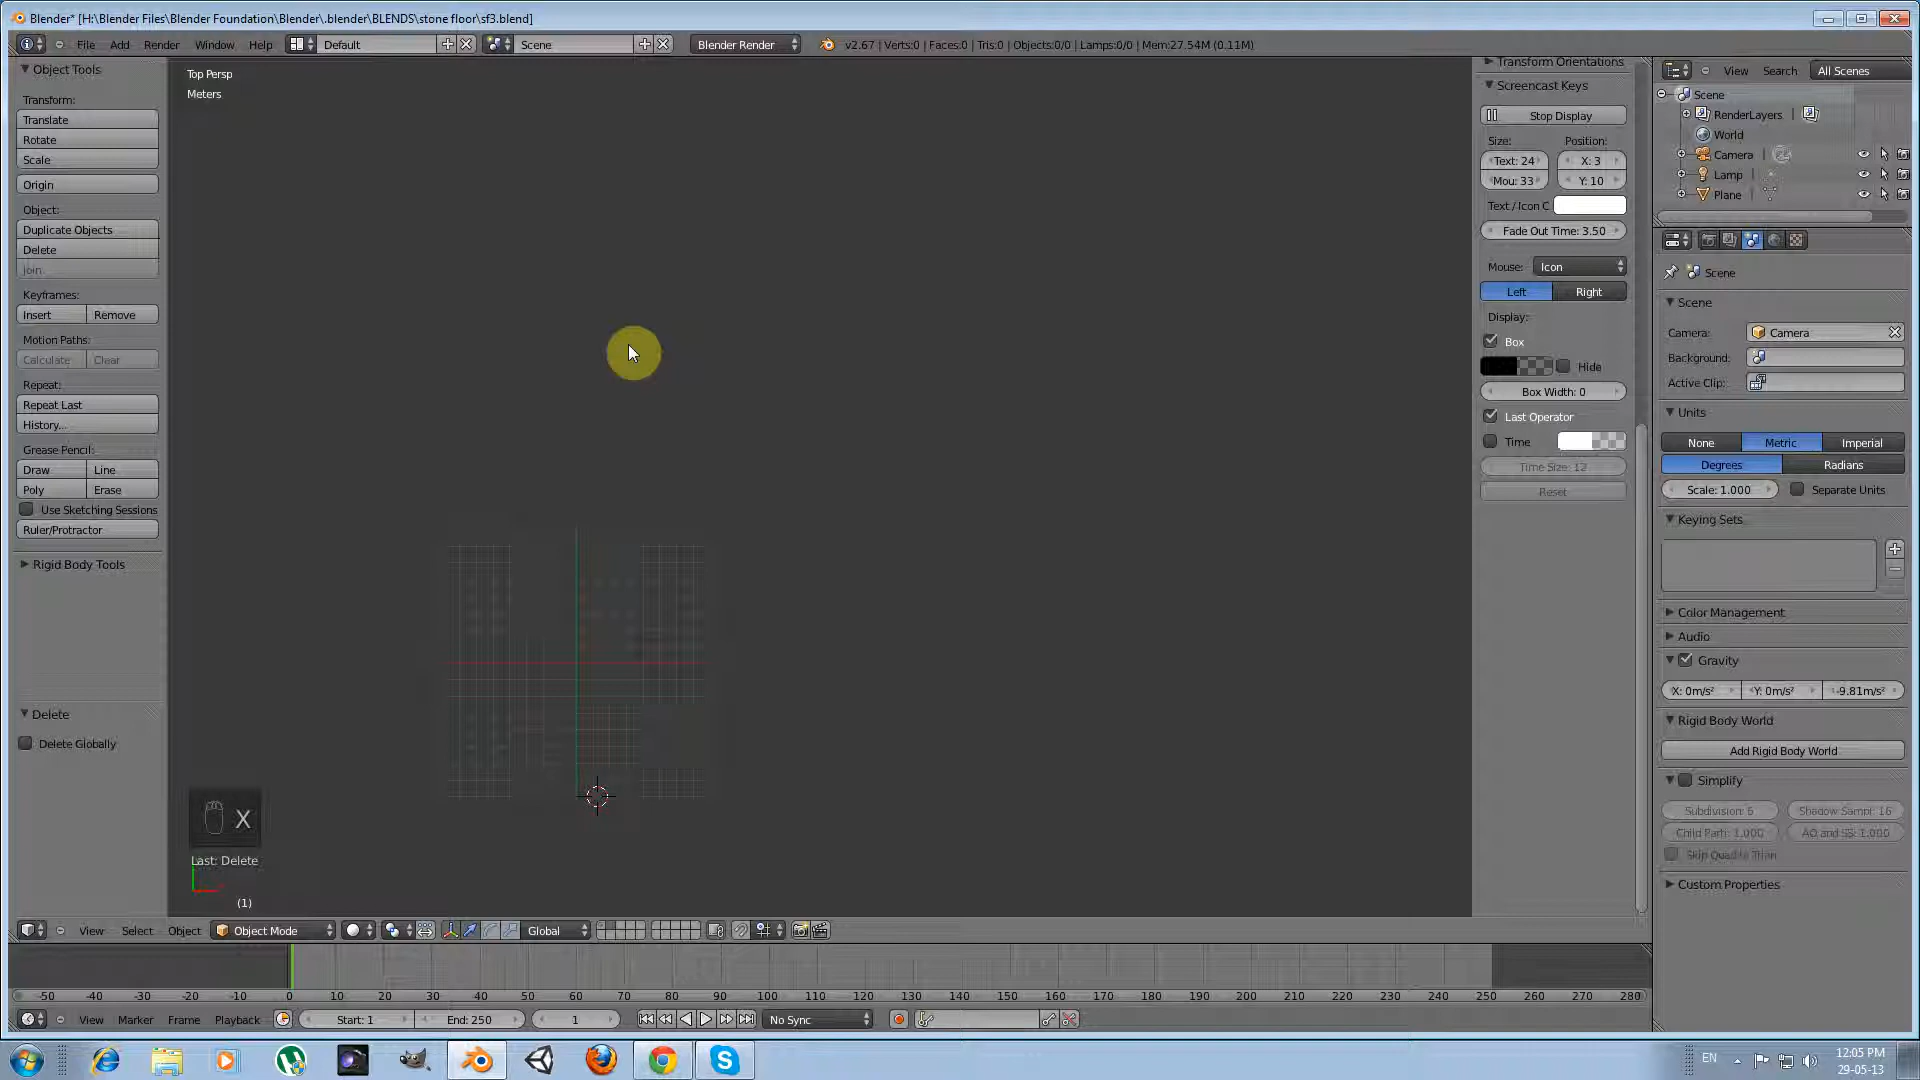 Blender* [H:\Blender Files\Blender Foundation\Blender\.blender\BLENDS\stone floor\sf3.blend]
File Add Render Window Help Default Scene Blender Render v2.67 | Verts:0 | Faces:0 | Tris:0 | Objects:0/0 | Lamps:0/0 | Mem:27.54M (0.11M)
Object Tools
Transform:
Translate
Rotate
Scale
Origin
Object:
Duplicate Objects
Delete
Join
Keyframes:
Insert Remove
Motion Paths:
Calculate Clear
Repeat:
Repeat Last
History...
Grease Pencil:
Draw Line
Poly Erase
Use Sketching Sessions
Ruler/Protractor
Rigid Body Tools
Delete
Delete Globally
Top Persp
Meters
X
Last: Delete
(1)
Transform Orientations
Screencast Keys
Stop Display
Size: Position:
Text: 24 X: 3
Mou: 33 Y: 10
Text / Icon C
Fade Out Time: 3.50
Mouse: Icon
Left Right
Display:
Box
Hide
Box Width: 0
Last Operator
Time
Time Size: 12
Reset
View Search All Scenes
Scene
RenderLayers
World
Camera
Lamp
Plane
Scene
Scene
Camera: Camera
Background:
Active Clip:
Units
None Metric Imperial
Degrees Radians
Scale: 1.000 Separate Units
Keying Sets
Color Management
Audio
Gravity
X: 0m/s² Y: 0m/s² -9.81m/s²
Rigid Body World
Add Rigid Body World
Simplify
Subdivision: 6 Shadow Sampl: 16
Child Parti: 1.000 AO and SS: 1.000
Skip Quad to Trian
Custom Properties
View Select Object Object Mode Global
-50 -40 -30 -20 -10 0 10 20 30 40 50 60 70 80 90 100 110 120 130 140 150 160 170 180 190 200 210 220 230 240 250 260 270 280
View Marker Frame Playback Start: 1 End: 250 1 No Sync
EN 12:05 PM
29-05-13